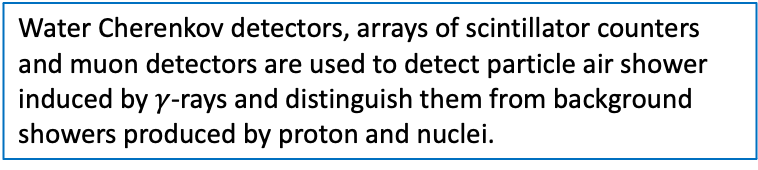 Water Cherenkov detectors, arrays of scintillator counters
and muon detectors are used to detect particle air shower
induced by γ-rays and distinguish them from background
showers produced by proton and nuclei.